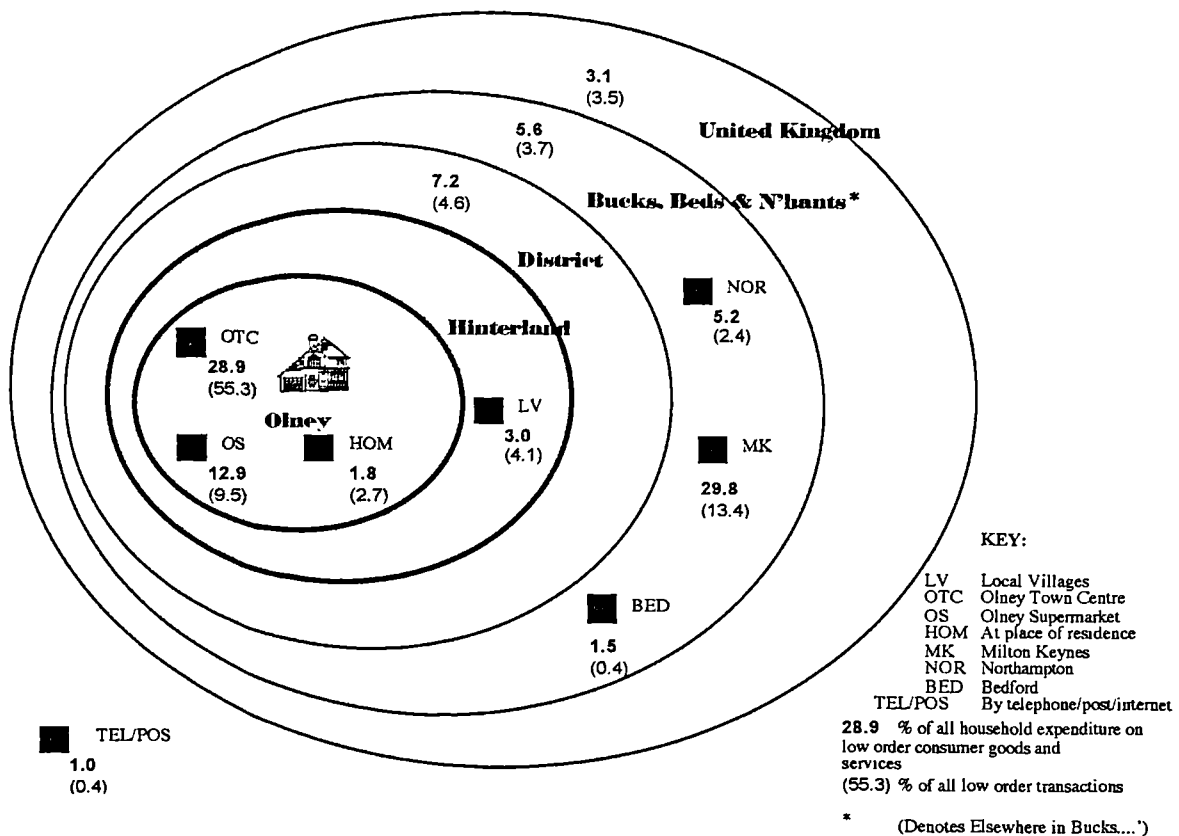 3.1
(3.5)
United Kingdom
5.6
(3.7)
7.2
(4.6)
Bucks, Beds & N'hants*
District
NOR
5.2
(2.4)
Hinterland
OTC
28.9
(55.3)
Olney
LV
3.0
(4.1)
OS
12.9
(9.5)
HOM
1.8
(2.7)
MK
29.8
(13.4)
BED
1.5
(0.4)
TEL/POS
1.0
(0.4)
KEY:
LV Local Villages
OTC Olney Town Centre
OS Olney Supermarket
HOM At place of residence
MK Milton Keynes
NOR Northampton
BED Bedford
TEL/POS By telephone/post/internet
28.9 % of all household expenditure on
low order consumer goods and
services
(55.3) % of all low order transactions
* (Denotes Elsewhere in Bucks....')